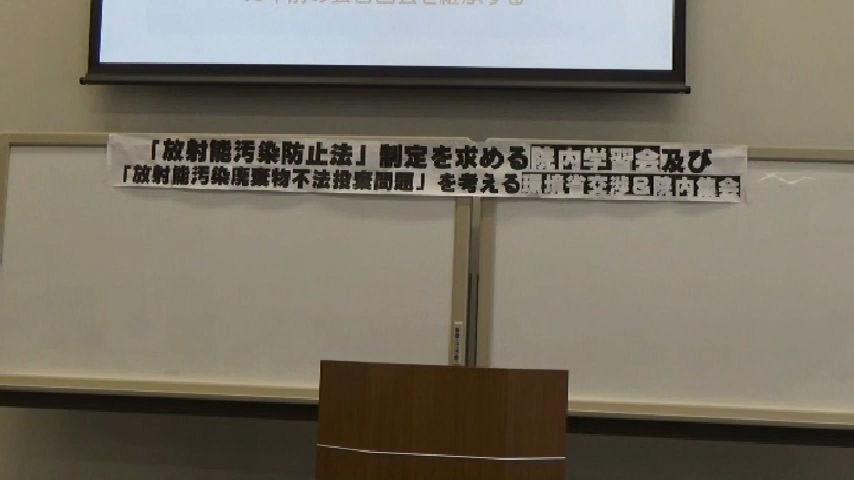 「放射能汚染防止法」制定を求める院内学習会及び
「放射能汚染廃棄物不法投棄問題」を考える環境省交渉&院内集会